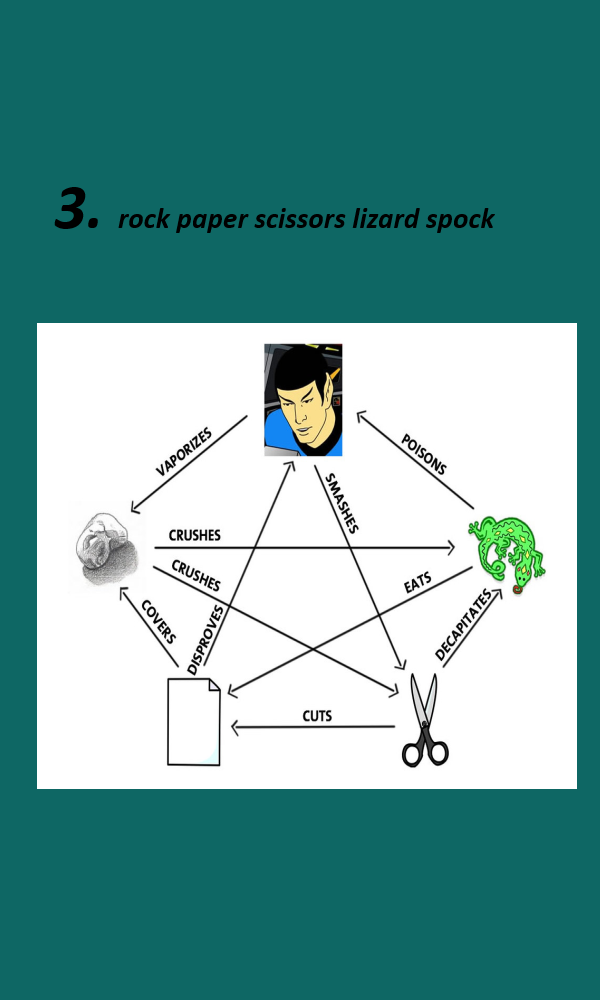 3. rock paper scissors lizard spock
VAPORIZES
POISONS
SMASHES
CRUSHES
CRUSHES
EATS
COVERS
DISPROVES
DECAPITATES
CUTS